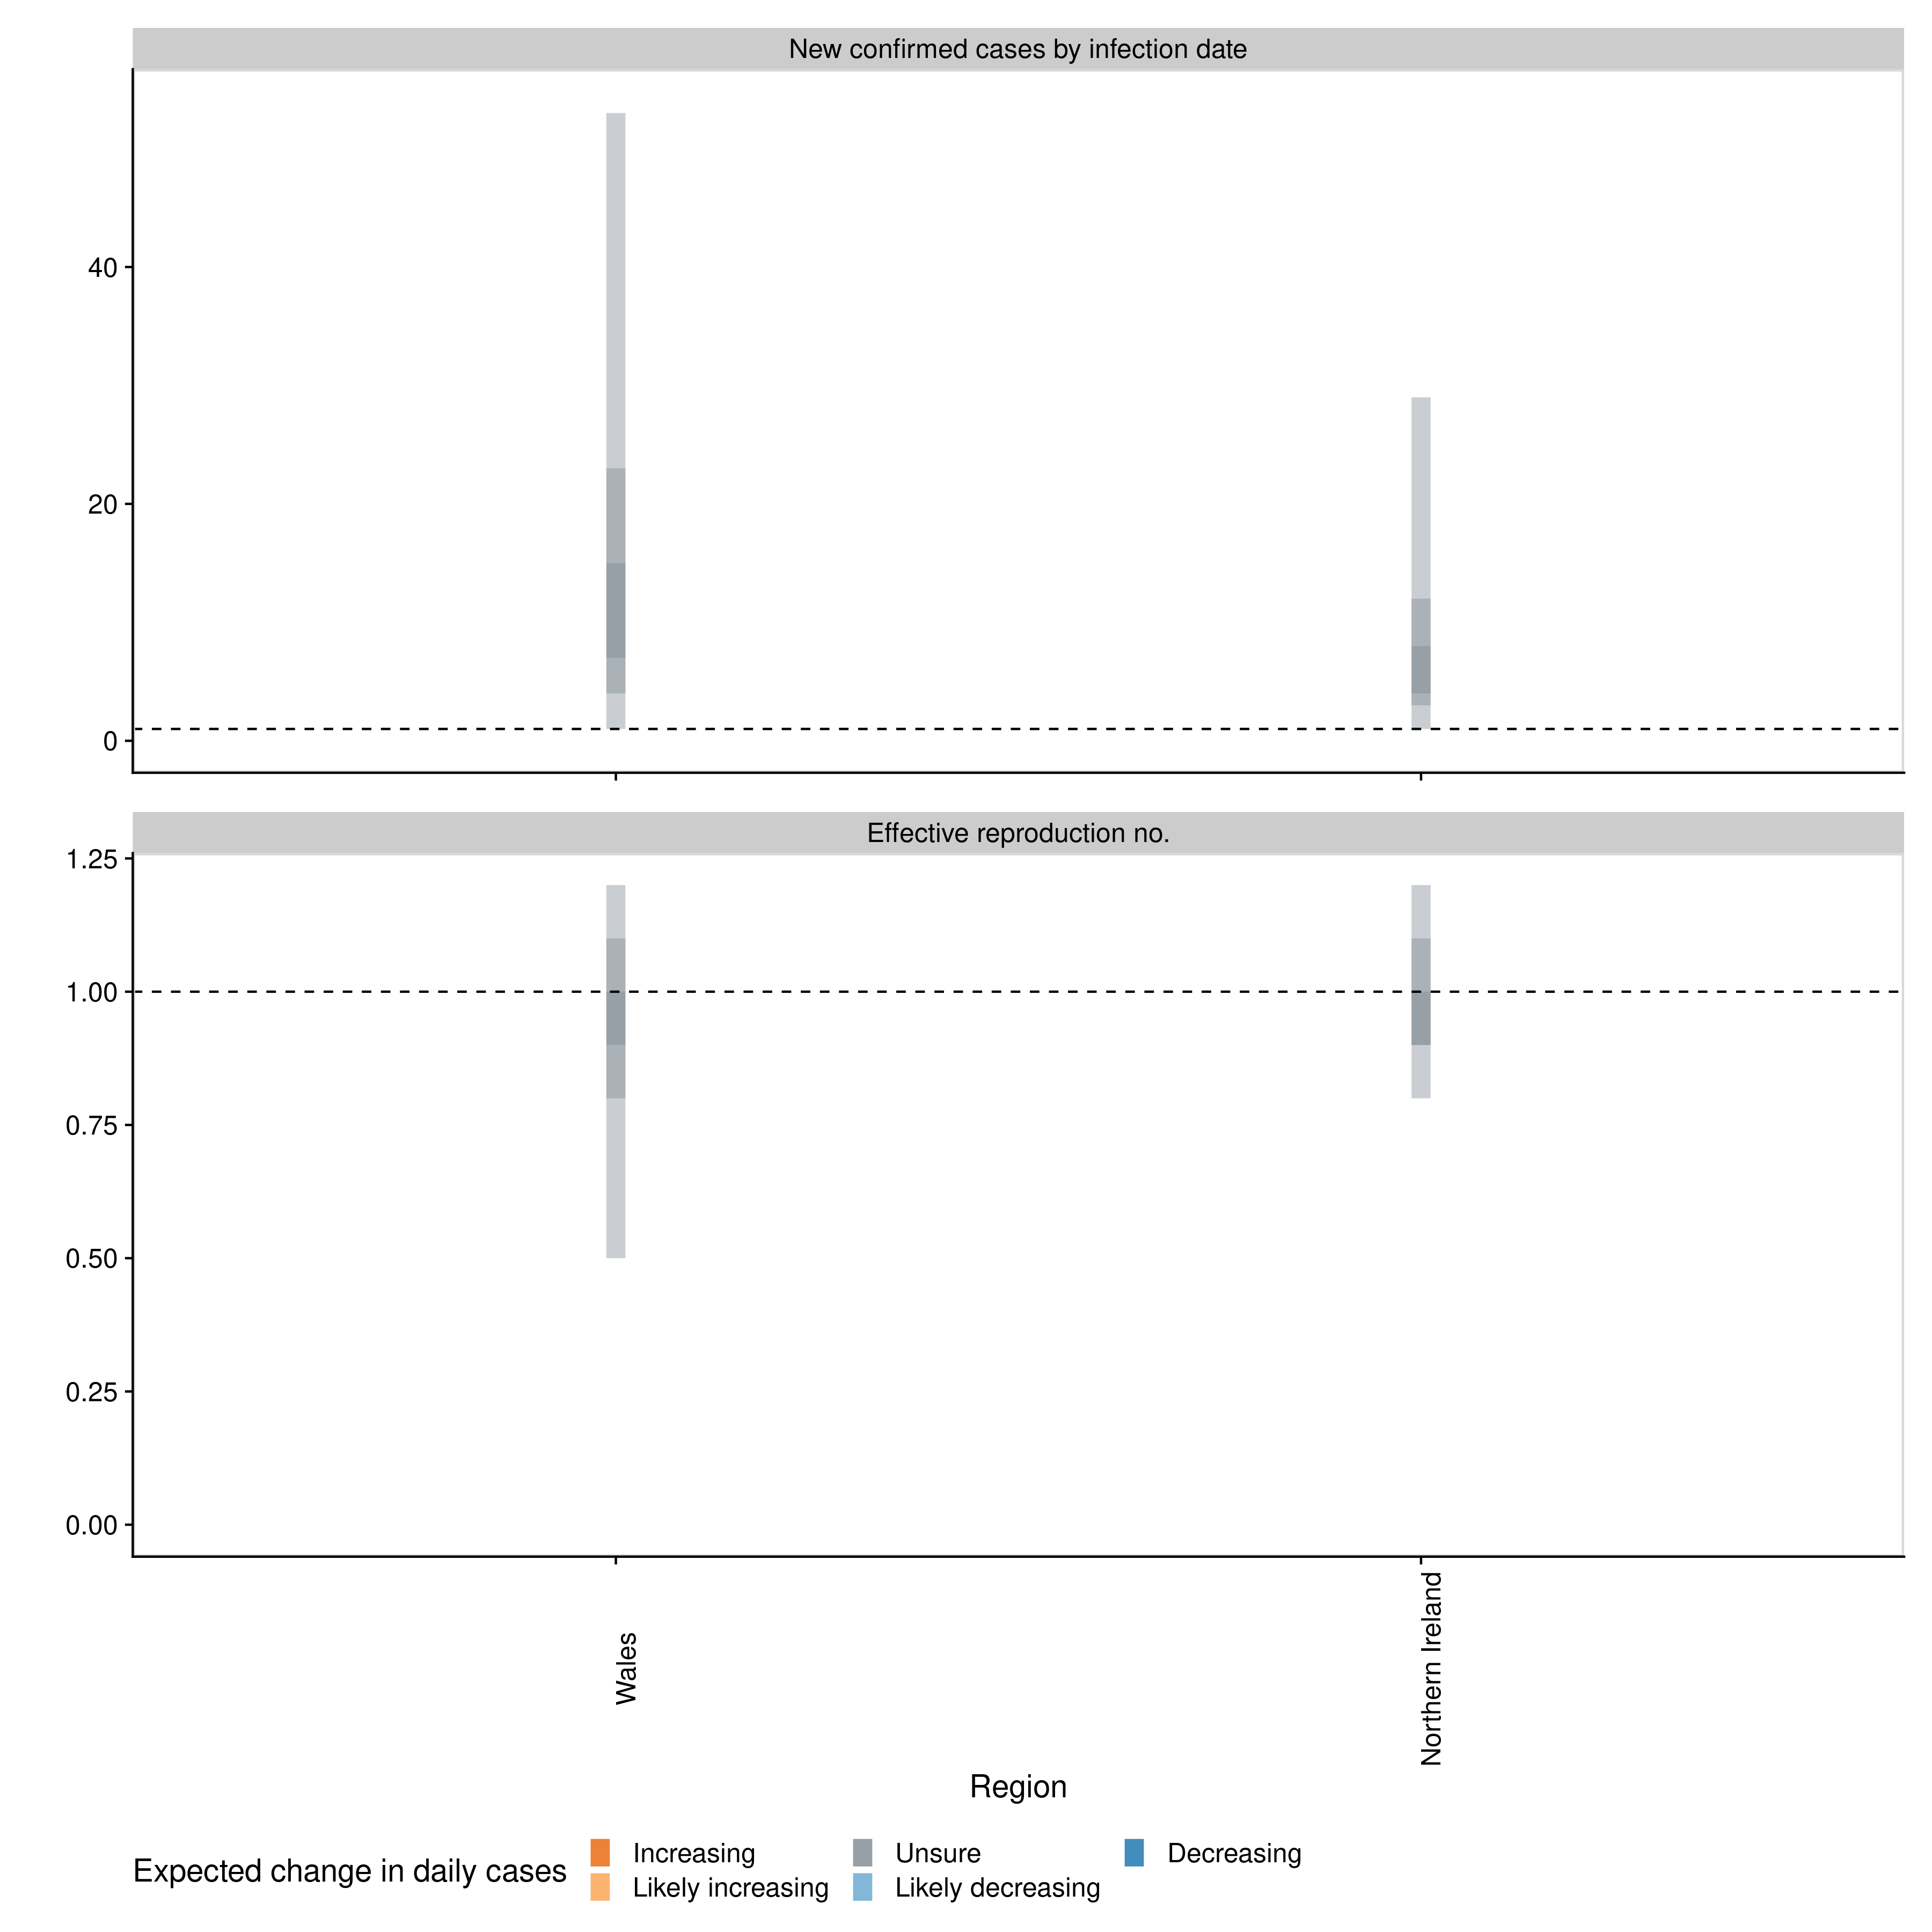 New confirmed cases by infection date
40
20
0
Effective reproduction no.
1.25
1.00
0.75
0.50
0.25
0.00
Wales
Northern Ireland
Region
Expected change in daily cases
Increasing
Unsure
Decreasing
Likely increasing
Likely decreasing